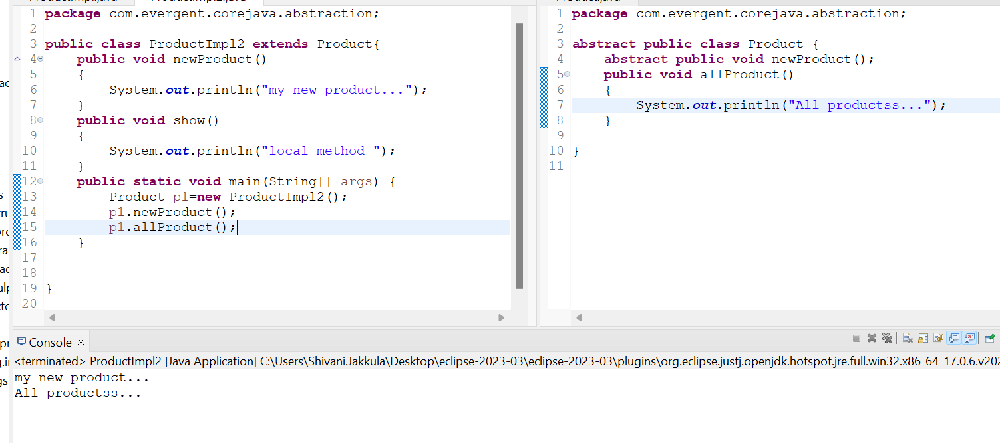 1 package com.evergent.corejava.abstraction;
2
3 public class ProductImpl2 extends Product{
4 public void newProduct()
5 {
6 System.out.println("my new product...");
7 }
8 public void show()
9 {
10 System.out.println("local method ");
11 }
12 public static void main(String[] args) {
13 Product p1=new ProductImpl2();
14 p1.newProduct();
15 p1.allProduct();
16 }
17
18
19 }
20
1 package com.evergent.corejava.abstraction;
2
3 abstract public class Product {
4 abstract public void newProduct();
5 public void allProduct()
6 {
7 System.out.println("All productss...");
8 }
9
10 }
11
Console
<terminated> ProductImpl2 [Java Application] C:\Users\Shivani.Jakkula\Desktop\eclipse-2023-03\eclipse-2023-03\plugins\org.eclipse.justj.openjdk.hotspot.jre.full.win32.x86_64_17.0.6.v202
my new product...
All productss...